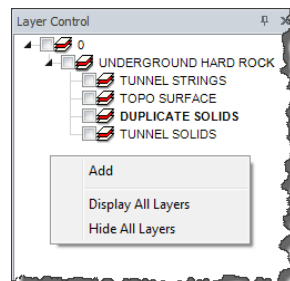 Layer Control
0
UNDERGROUND HARD ROCK
TUNNEL STRINGS
TOPO SURFACE
DUPLICATE SOLIDS
TUNNEL SOLIDS
Add
Display All Layers
Hide All Layers